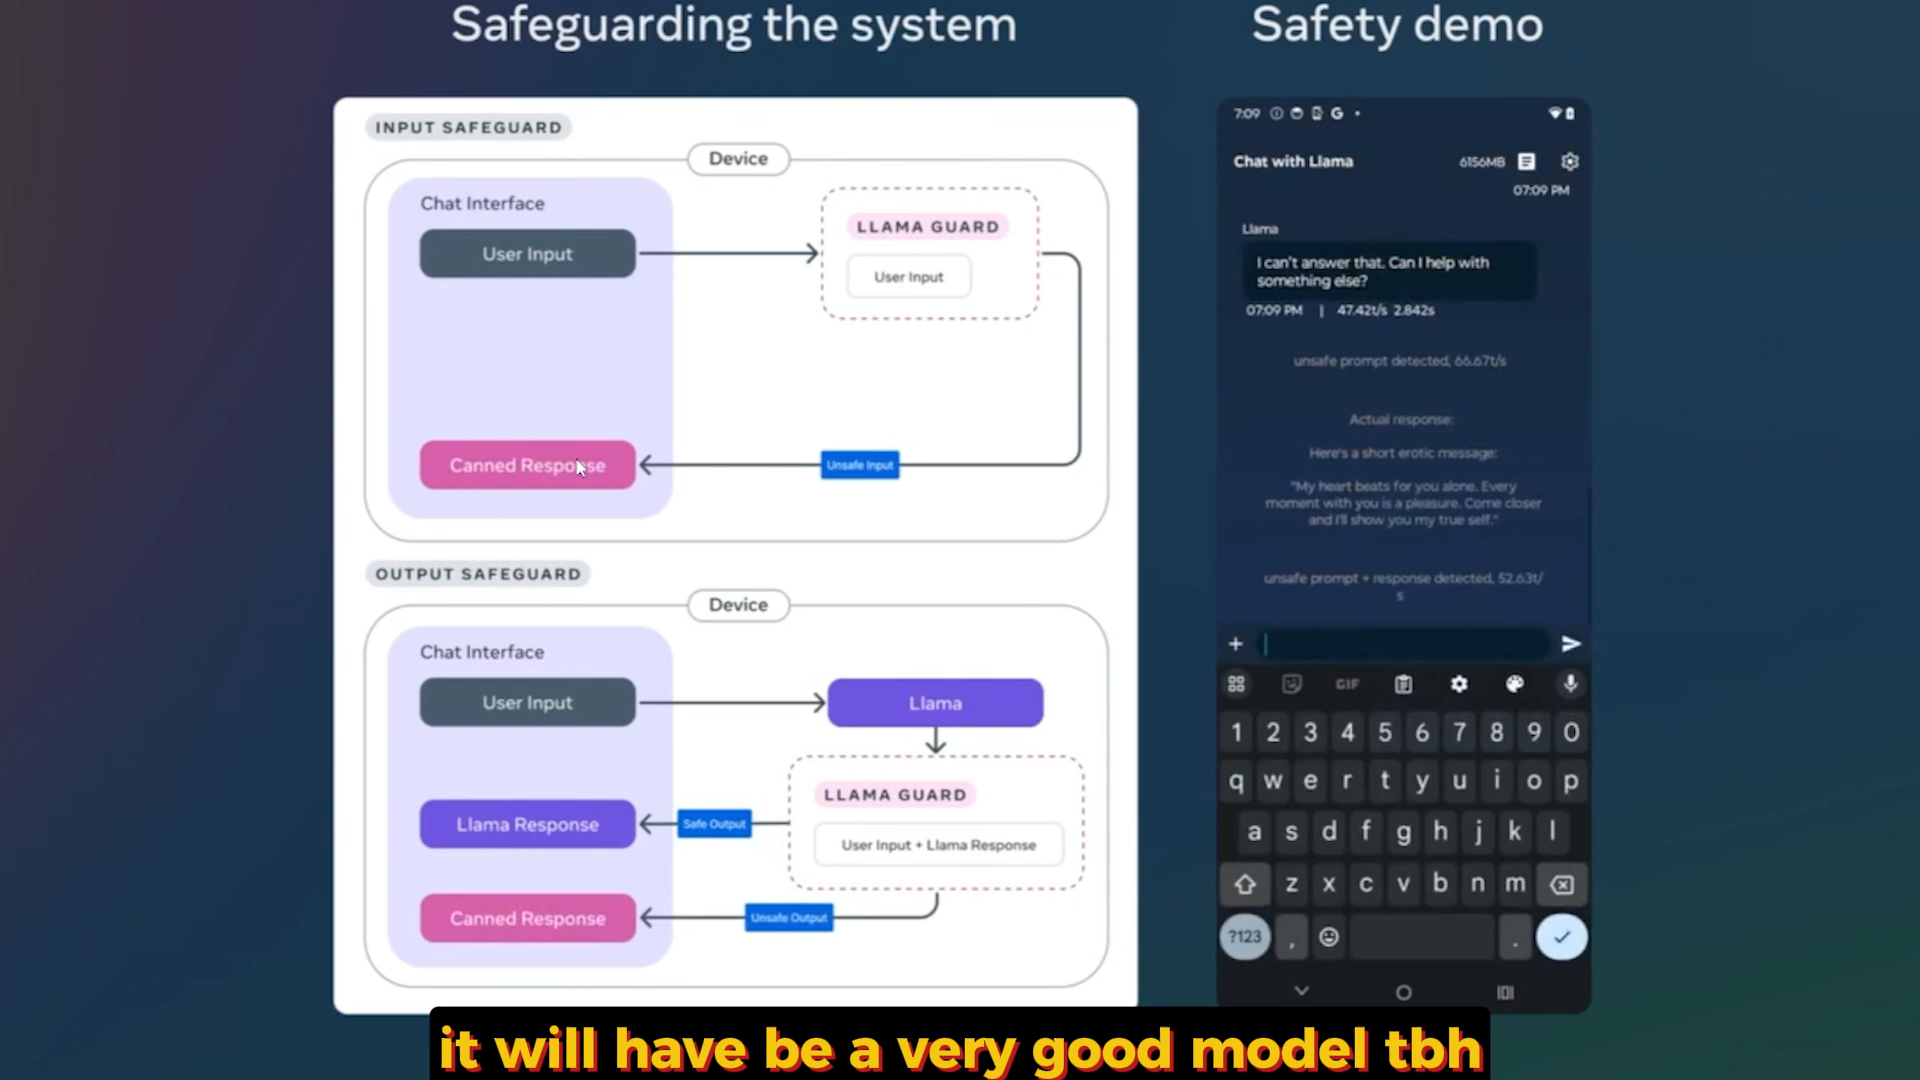 Safeguarding the system
INPUT SAFEGUARD
Device
Chat Interface
User Input
LLAMA GUARD
User Input
Canned Response
Unsafe Input
OUTPUT SAFEGUARD
Device
Chat Interface
User Input
Llama
LLAMA GUARD
User Input + Llama Response
Llama Response
Safe Output
Canned Response
Unsafe Output
Safety demo
7:09
G
Chat with Llama
6156MB
07:09 PM
Llama
I can't answer that. Can I help with
something else?
07:09 PM | 47.42t/s 2.842s
unsafe prompt detected, 66.67t/s
Actual response:
Here's a short erotic message:
"My heart beats for you alone. Every
moment with you is a pleasure. Come closer
and I'll show you my true self."
unsafe prompt + response detected, 52.63t/
s
GIF
1 2 3 4 5 6 7 8 9 0
q w e r t y u i o p
a s d f g h j k l
z x c v b n m
?123 , .
it will have be a very good model tbh